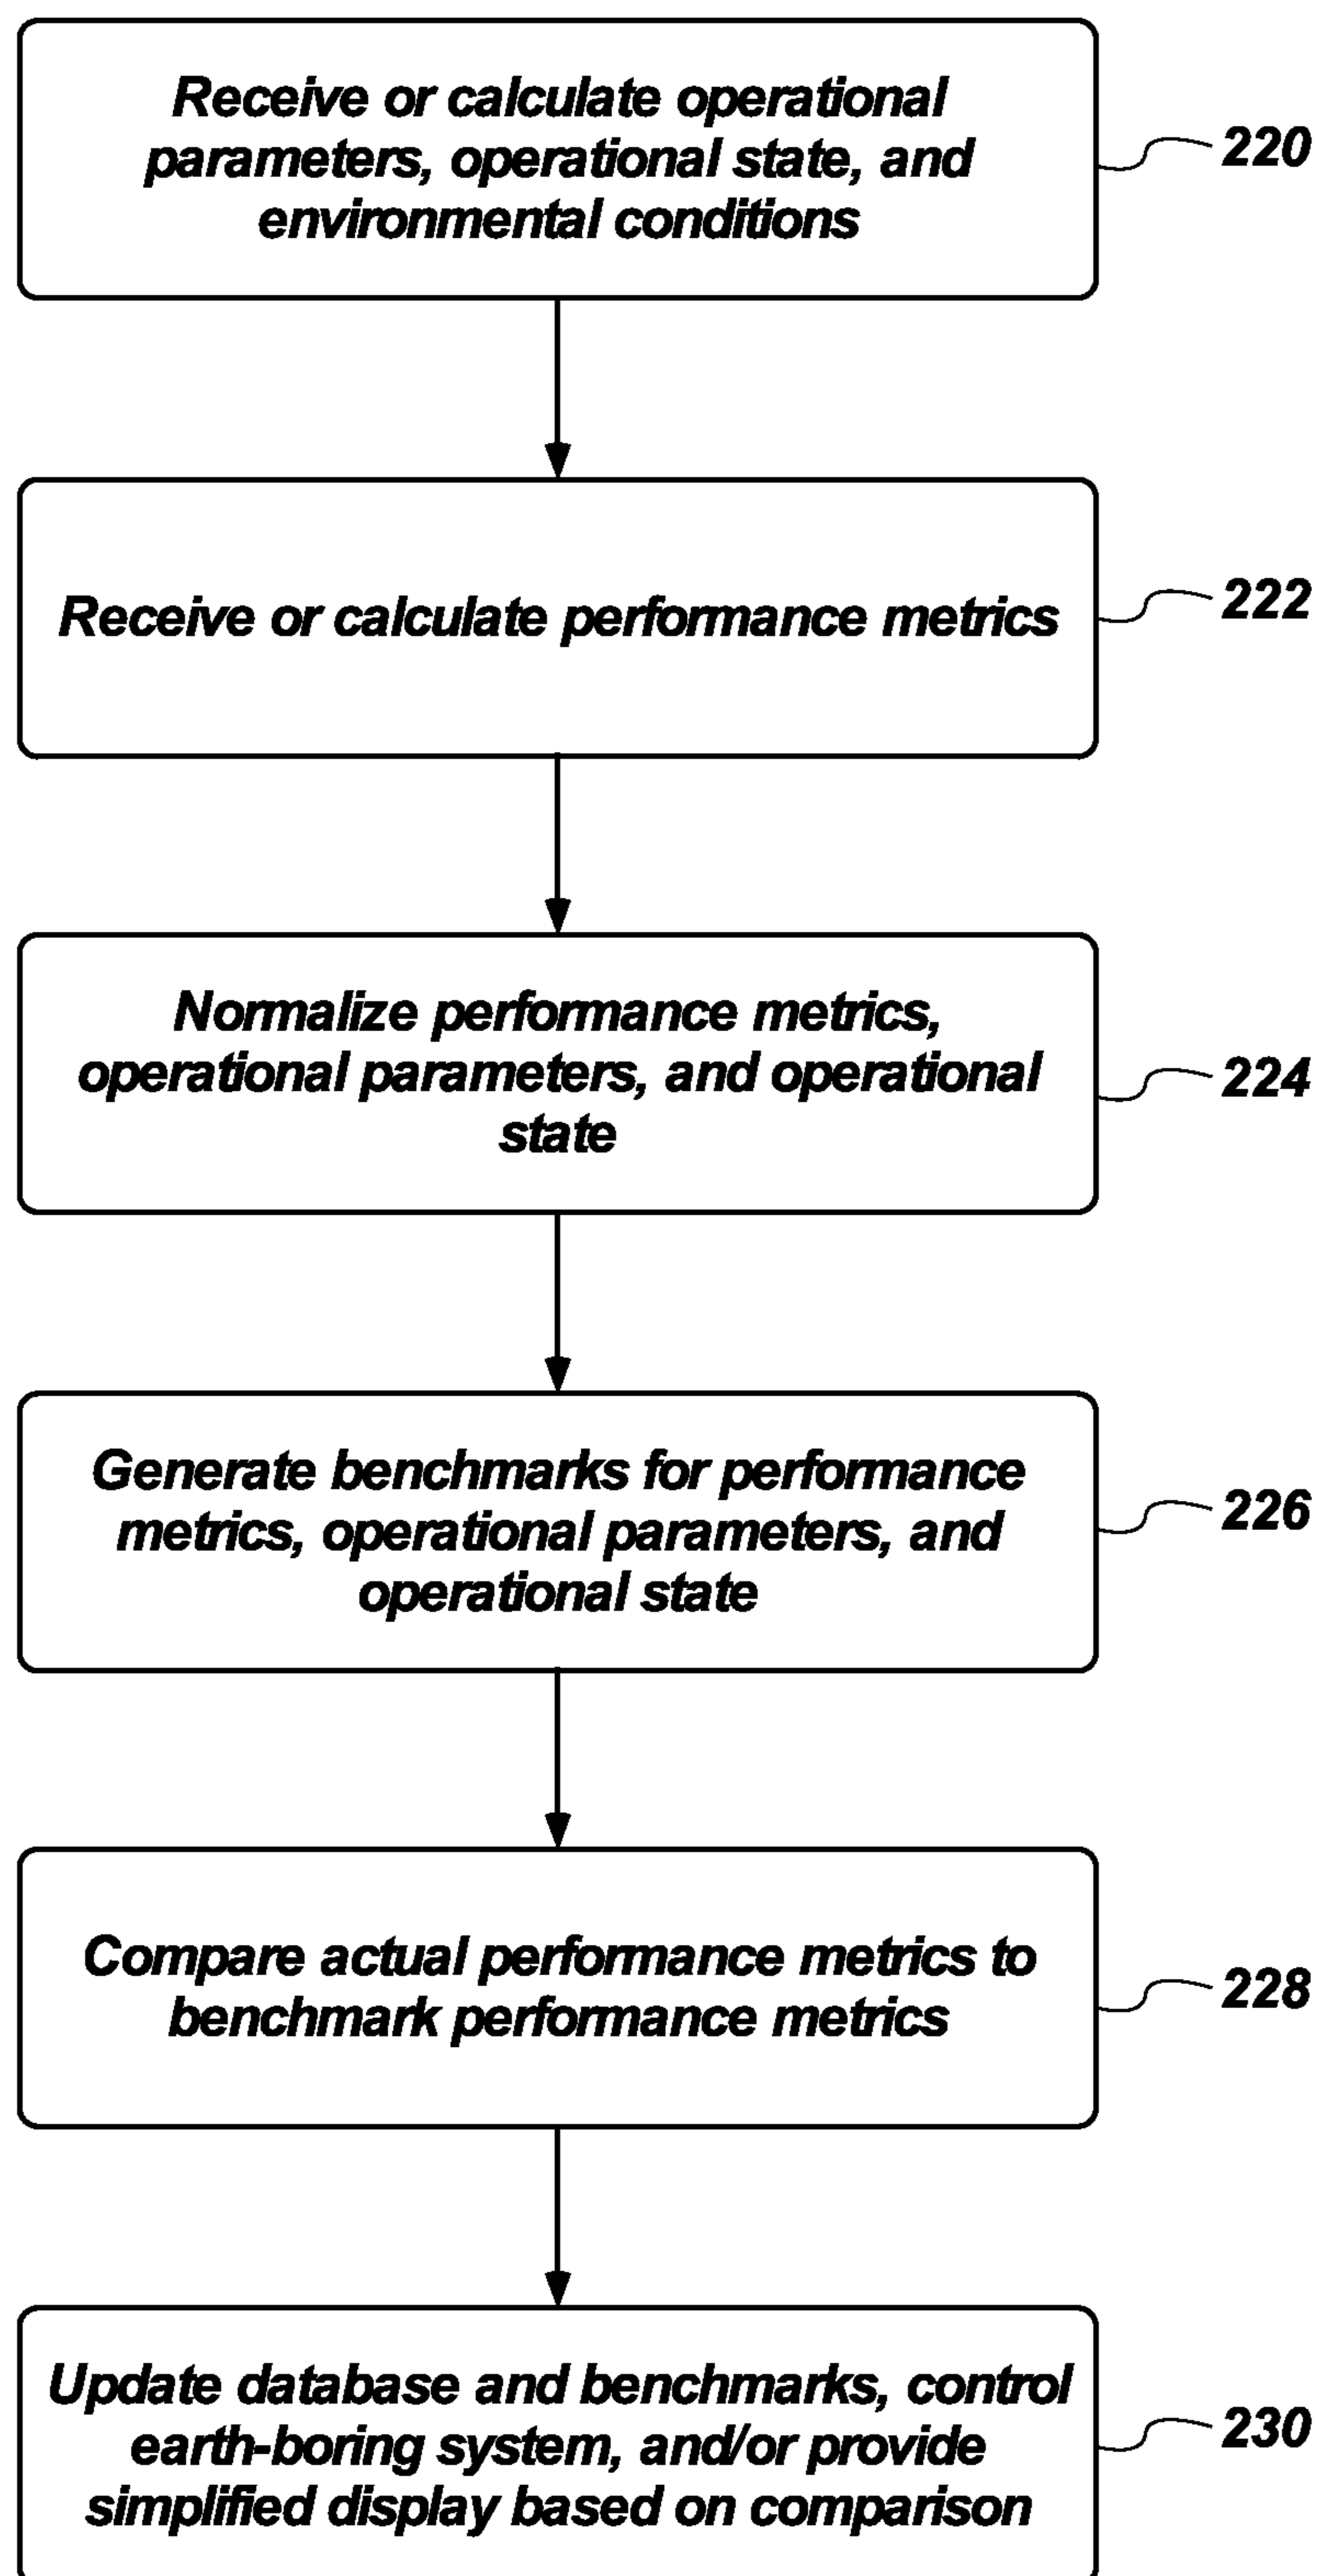 Receive or calculate operational
parameters, operational state, and
environmental conditions
220
Receive or calculate performance metrics
222
Normalize performance metrics,
operational parameters, and operational
state
224
Generate benchmarks for performance
metrics, operational parameters, and
operational state
226
Compare actual performance metrics to
benchmark performance metrics
228
Update database and benchmarks, control
earth-boring system, and/or provide
simplified display based on comparison
230